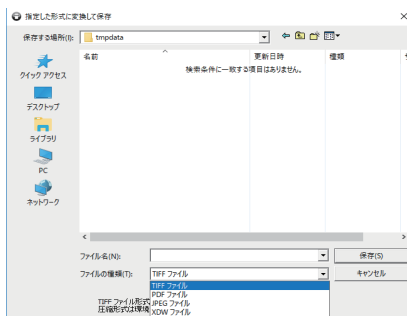 指定した形式に変換して保存
保存する場所(I):
tmpdata
名前
更新日時
種類
検索条件に一致する項目はありません。
クイック アクセス
デスクトップ
ライブラリ
PC
ネットワーク
ファイル名(N):
保存(S)
ファイルの種類(T):
TIFF ファイル
キャンセル
TIFF ファイル
PDF ファイル
JPEG ファイル
XDW ファイル
TIFF ファイル形式
圧縮形式は環境